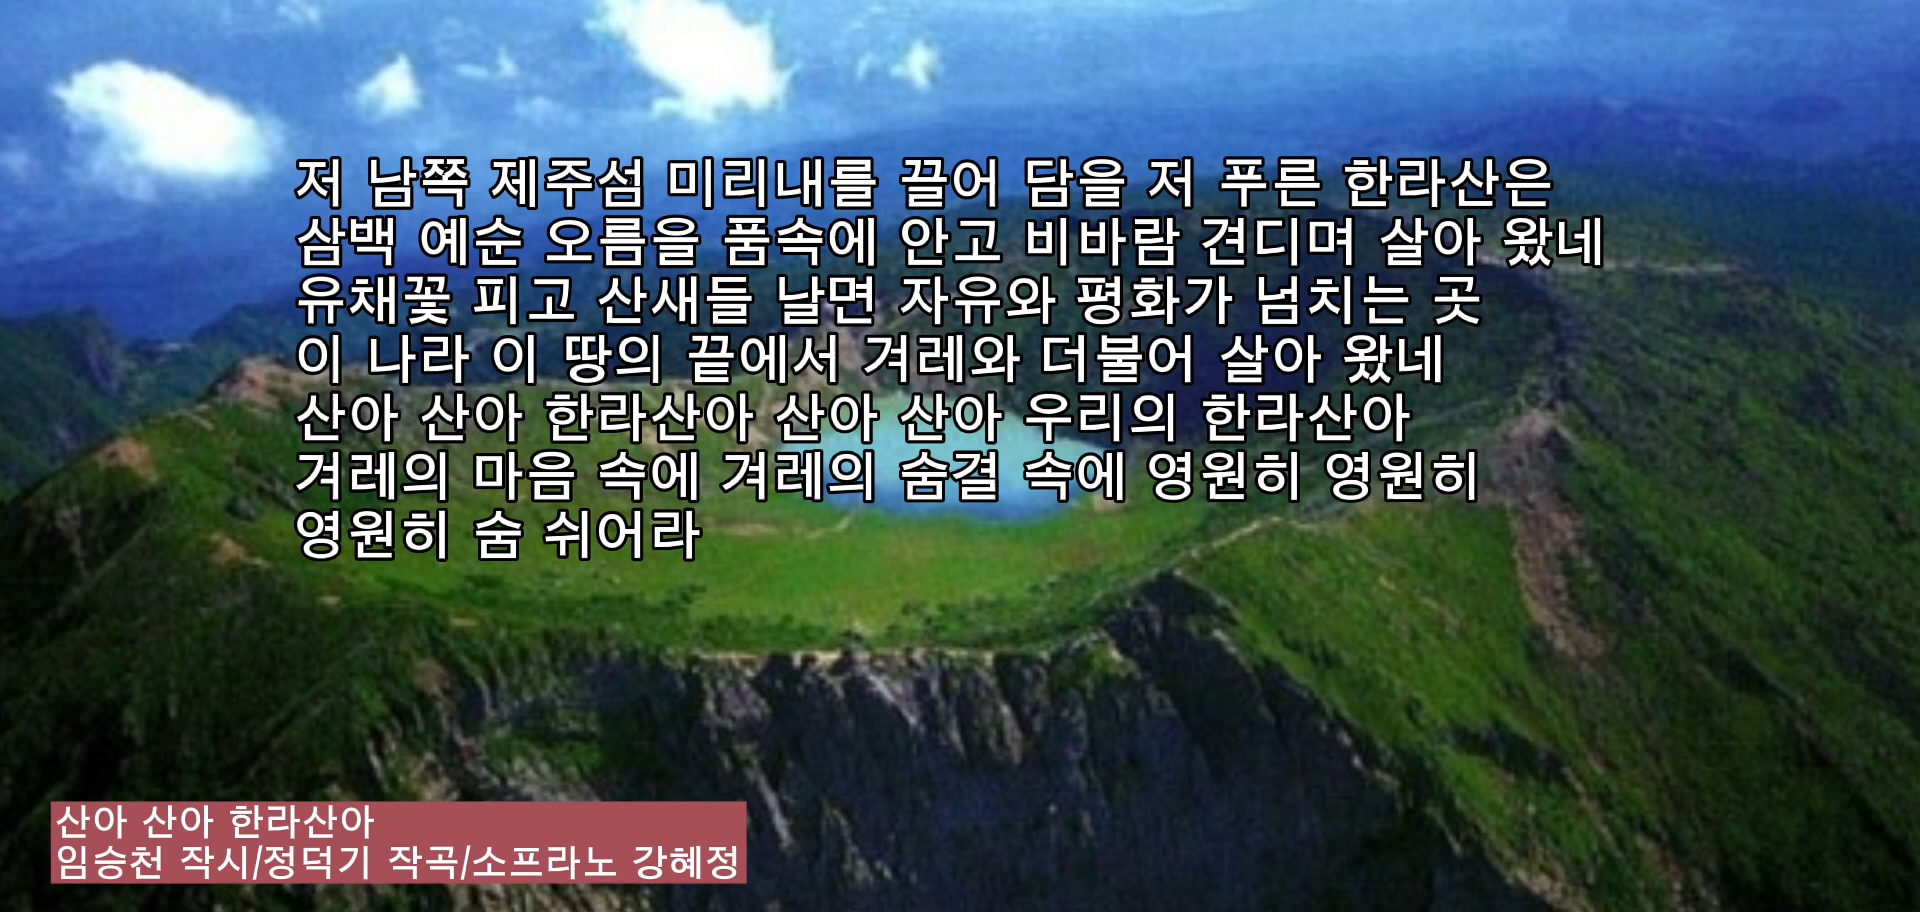 저 남쪽 제주섬 미리내를 끌어 담을 저 푸른 한라산은
삼백 예순 오름을 품속에 안고 비바람 견디며 살아 왔네
유채꽃 피고 산새들 날면 자유와 평화가 넘치는 곳
이 나라 이 땅의 끝에서 겨레와 더불어 살아 왔네
산아 산아 한라산아 산아 산아 우리의 한라산아
겨레의 마음 속에 겨레의 숨결 속에 영원히 영원히
영원히 숨 쉬어라
산아 산아 한라산아
임승천 작시/정덕기 작곡/소프라노 강혜정